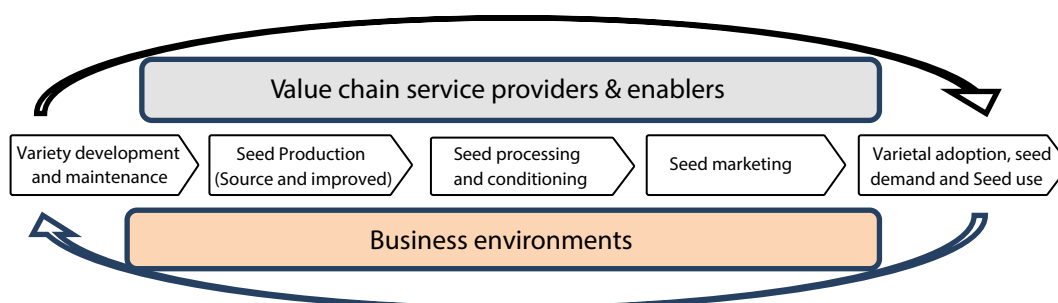 Value chain service providers & enablers
Variety development
and maintenance
Seed Production
(Source and improved)
Seed processing
and conditioning
Seed marketing
Varietal adoption, seed
demand and Seed use
Business environments